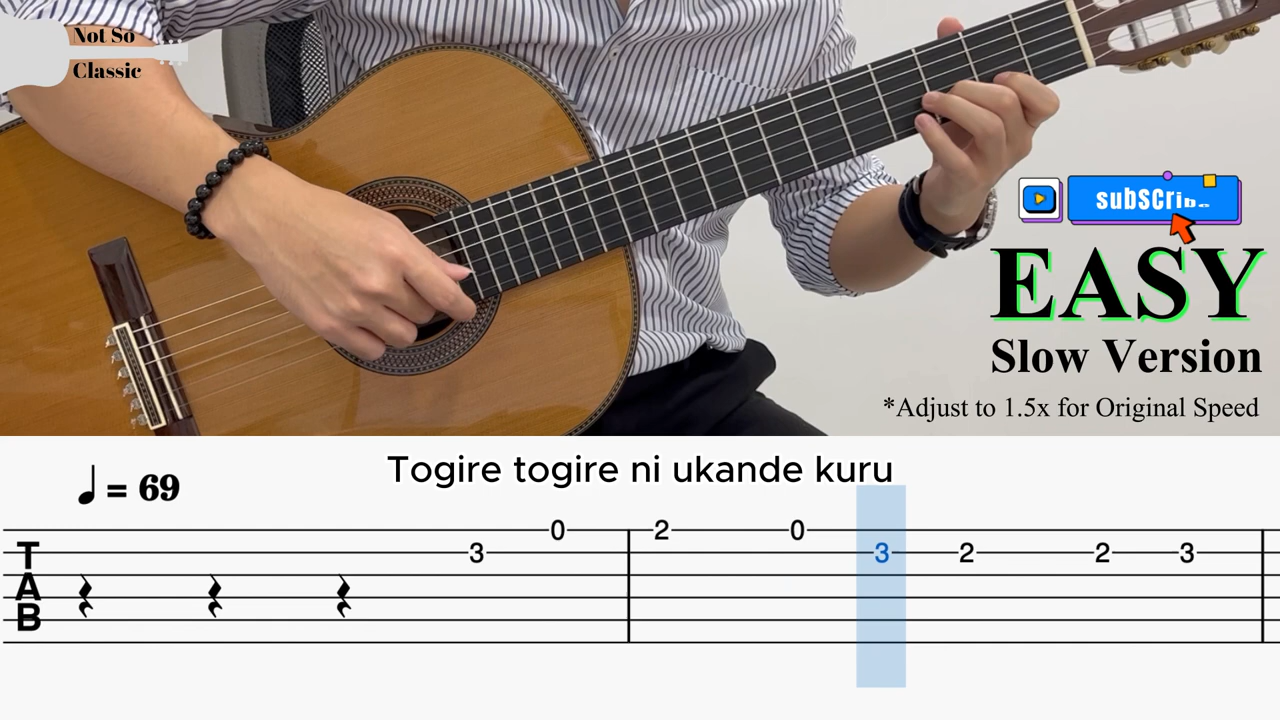 Not So
Classic
subscribe
EASY
Slow Version
*Adjust to 1.5x for Original Speed
Togire togire ni ukande kuru
= 69
0 2 0
3 3 2 2 3
T
A
B